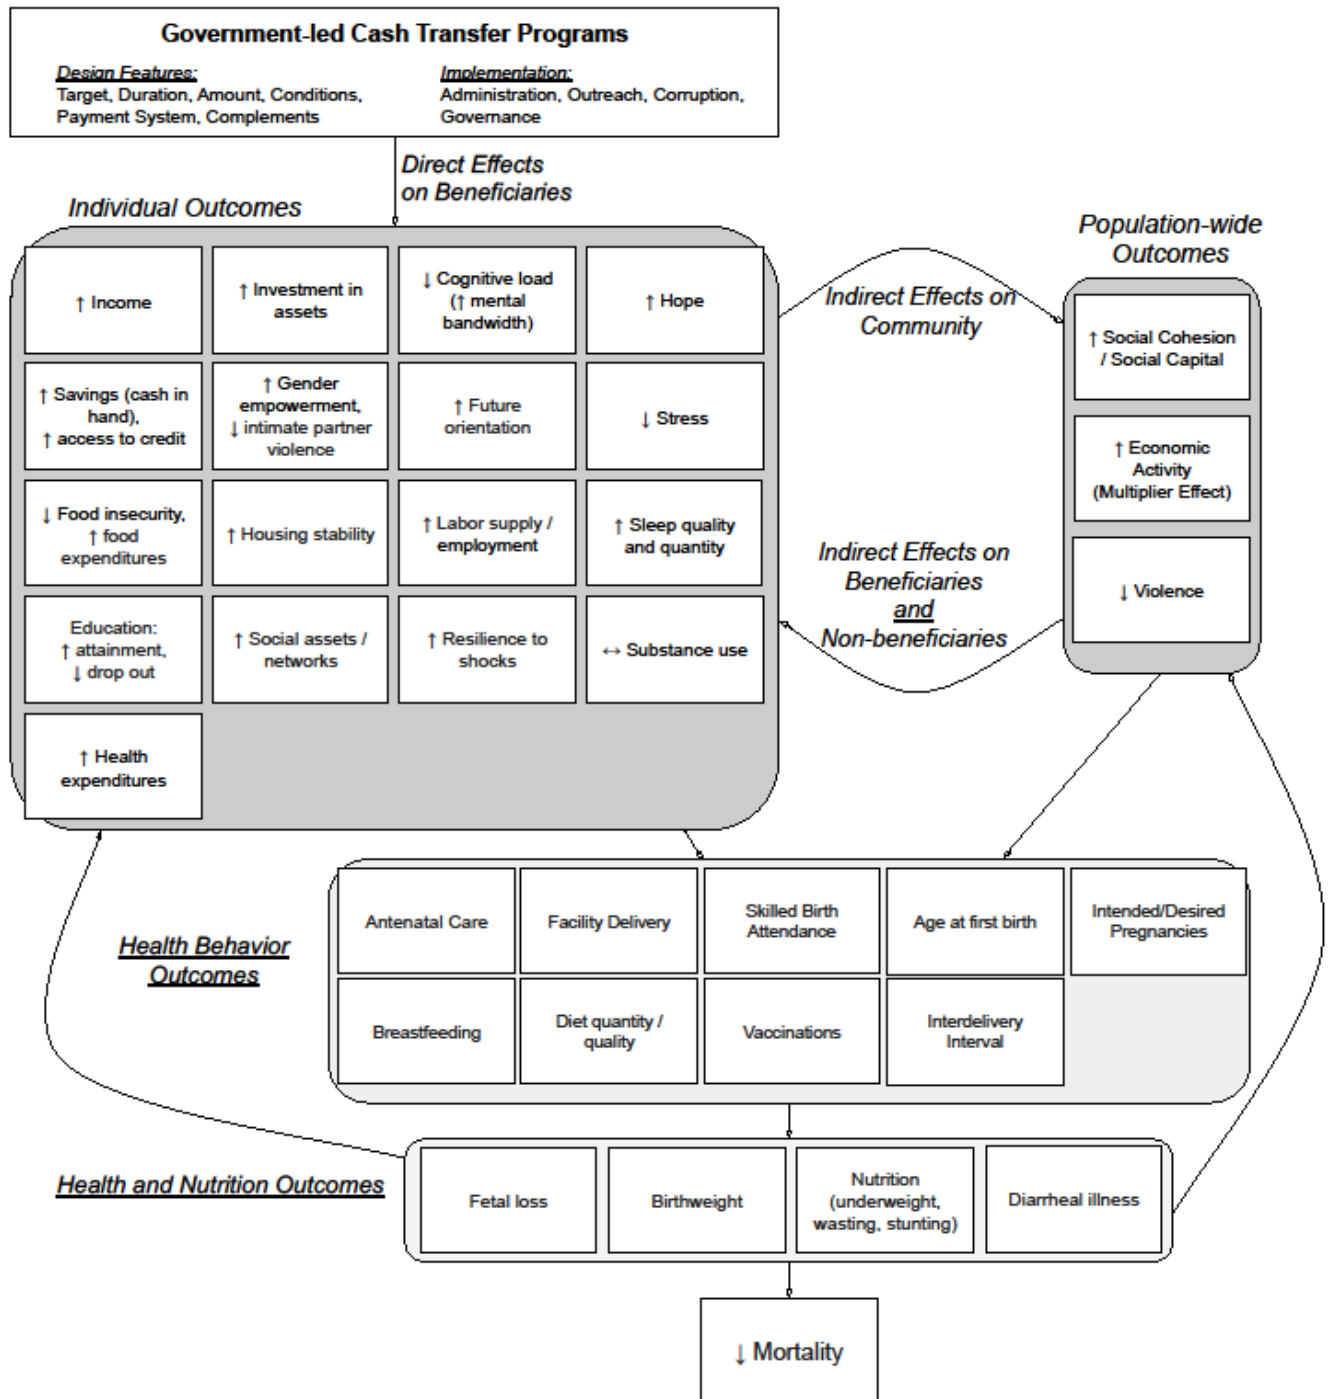 Government-led Cash Transfer Programs
Design Features:
Target, Duration, Amount, Conditions,
Payment System, Complements
Implementation:
Administration, Outreach, Corruption,
Governance
Direct Effects
on Beneficiaries
Individual Outcomes
↑ Income
↑ Investment in
assets
↓ Cognitive load
(↑ mental
bandwidth)
↑ Hope
↑ Savings (cash in
hand),
↑ access to credit
↑ Gender
empowerment,
↓ intimate partner
violence
↑ Future
orientation
↓ Stress
↓ Food insecurity,
↑ food
expenditures
↑ Housing stability
↑ Labor supply /
employment
↑ Sleep quality
and quantity
Education:
↑ attainment,
↓ drop out
↑ Social assets /
networks
↑ Resilience to
shocks
↔ Substance use
↑ Health
expenditures
Indirect Effects on
Community
Indirect Effects on
Beneficiaries
and
Non-beneficiaries
Population-wide
Outcomes
↑ Social Cohesion
/ Social Capital
↑ Economic
Activity
(Multiplier Effect)
↓ Violence
Health Behavior
Outcomes
Antenatal Care
Facility Delivery
Skilled Birth
Attendance
Age at first birth
Intended/Desired
Pregnancies
Breastfeeding
Diet quantity /
quality
Vaccinations
Interdelivery
Interval
Health and Nutrition Outcomes
Fetal loss
Birthweight
Nutrition
(underweight,
wasting, stunting)
Diarrheal illness
↓ Mortality